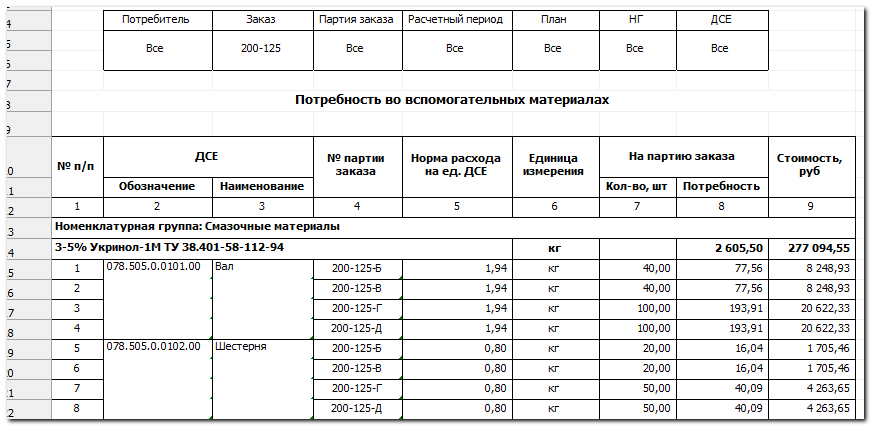 Потребитель Заказ Партия заказа Расчетный период План НГ ДСЕ
Все 200-125 Все Все Все Все Все
Потребность во вспомогательных материалах
№ п/п ДСЕ № партии заказа Норма расхода на ед. ДСЕ Единица измерения На партию заказа Стоимость, руб
Обозначение Наименование Кол-во, шт Потребность
1 2 3 4 5 6 7 8 9
Номенклатурная группа: Смазочные материалы
3-5% Укринол-1М ТУ 38.401-58-112-94 кг 2 605,50 277 094,55
1 078.505.0.0101.00 Вал 200-125-Б 1,94 кг 40,00 77,56 8 248,93
2 200-125-В 1,94 кг 40,00 77,56 8 248,93
3 200-125-Г 1,94 кг 100,00 193,91 20 622,33
4 200-125-Д 1,94 кг 100,00 193,91 20 622,33
5 078.505.0.0102.00 Шестерня 200-125-Б 0,80 кг 20,00 16,04 1 705,46
6 200-125-В 0,80 кг 20,00 16,04 1 705,46
7 200-125-Г 0,80 кг 50,00 40,09 4 263,65
8 200-125-Д 0,80 кг 50,00 40,09 4 263,65